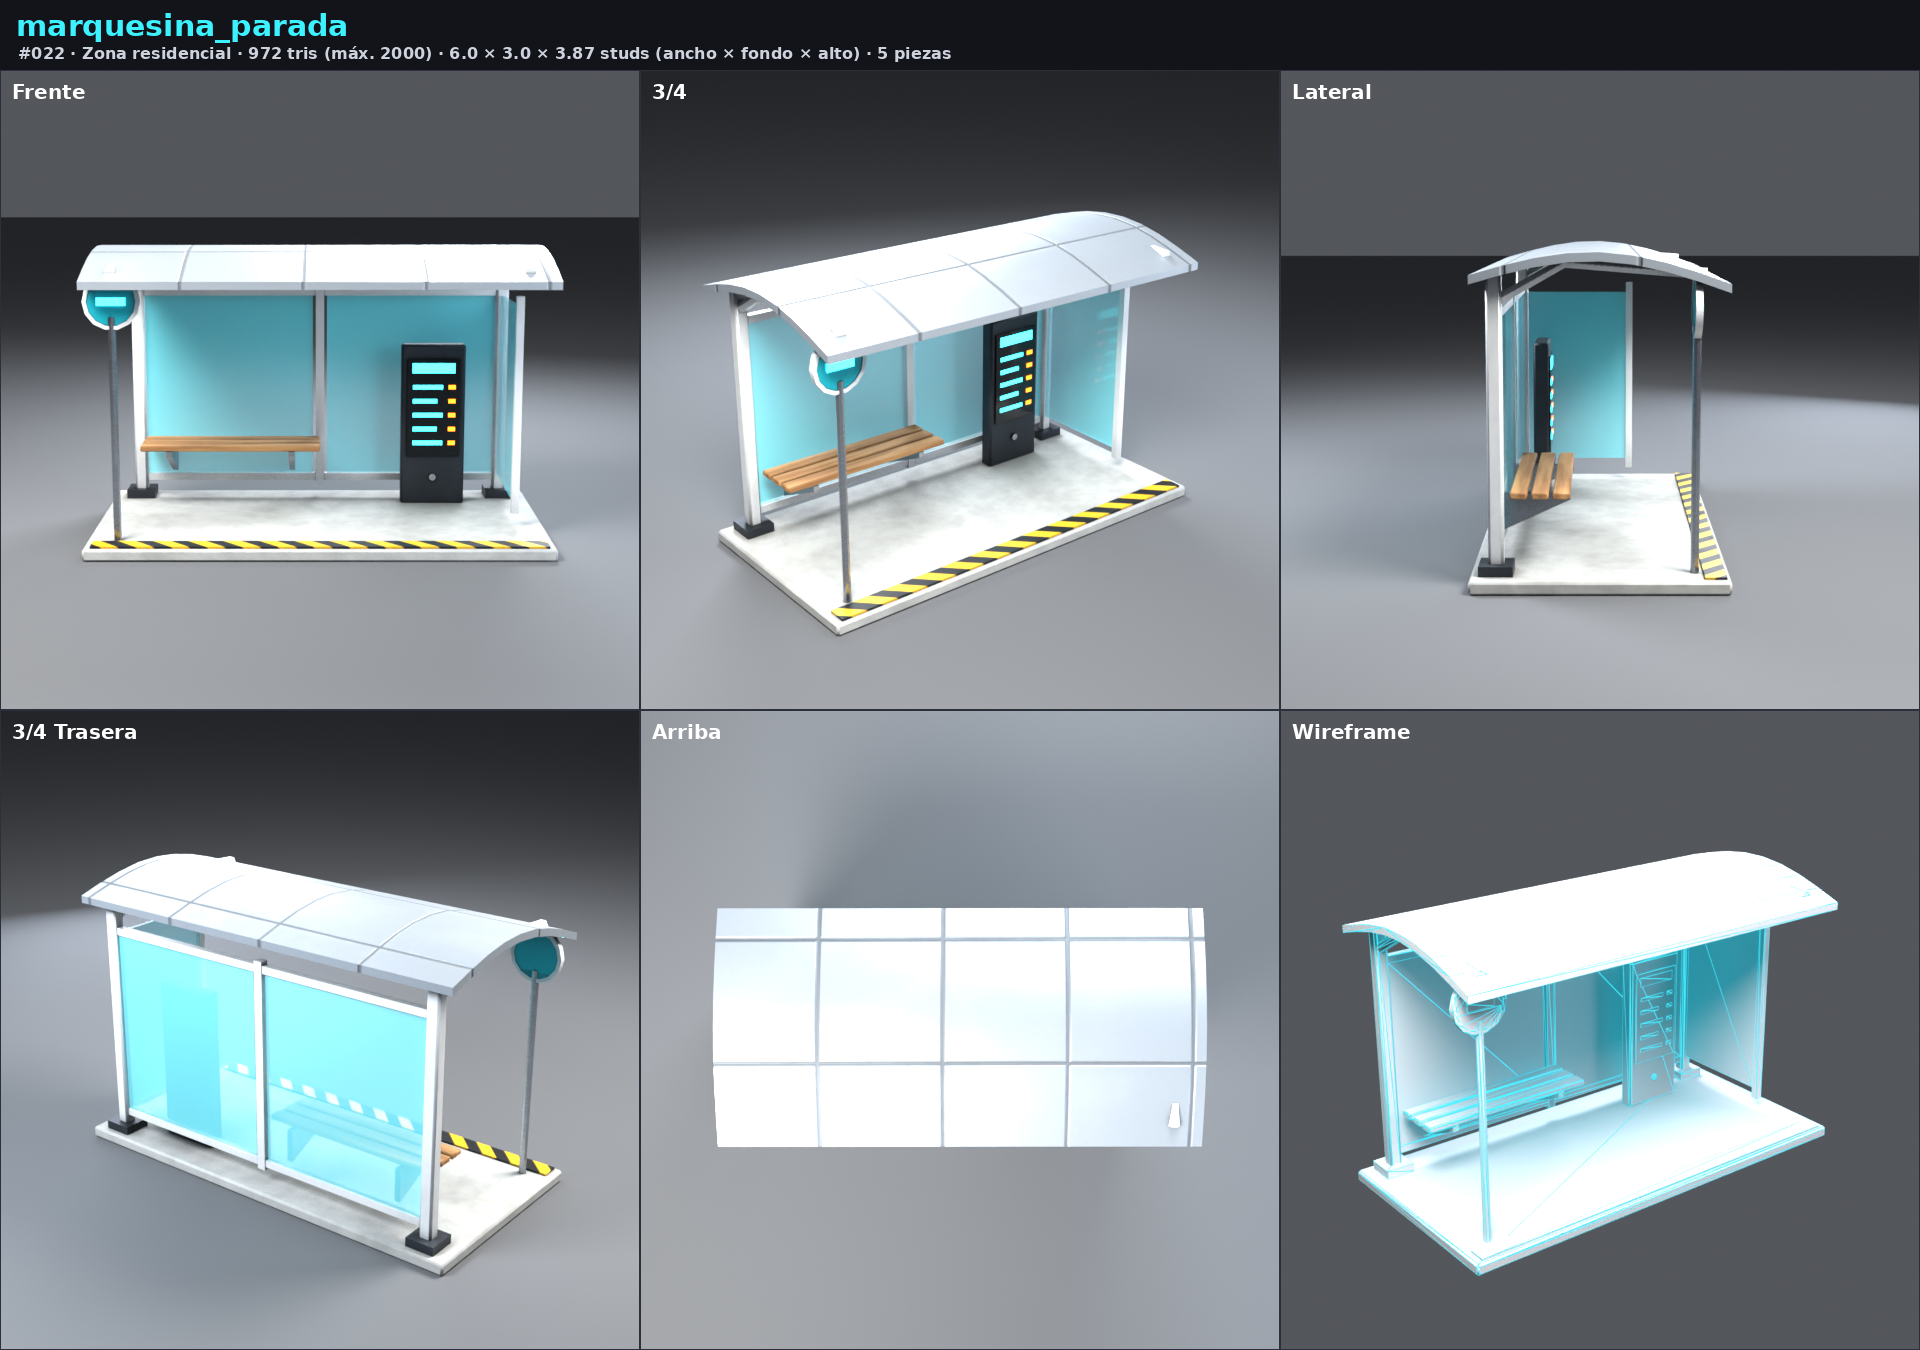 marquesina_parada
#022 · Zona residencial · 972 tris (máx. 2000) · 6.0 × 3.0 × 3.87 studs (ancho × fondo × alto) · 5 piezas
Frente
3/4
Lateral
3/4 Trasera
Arriba
Wireframe